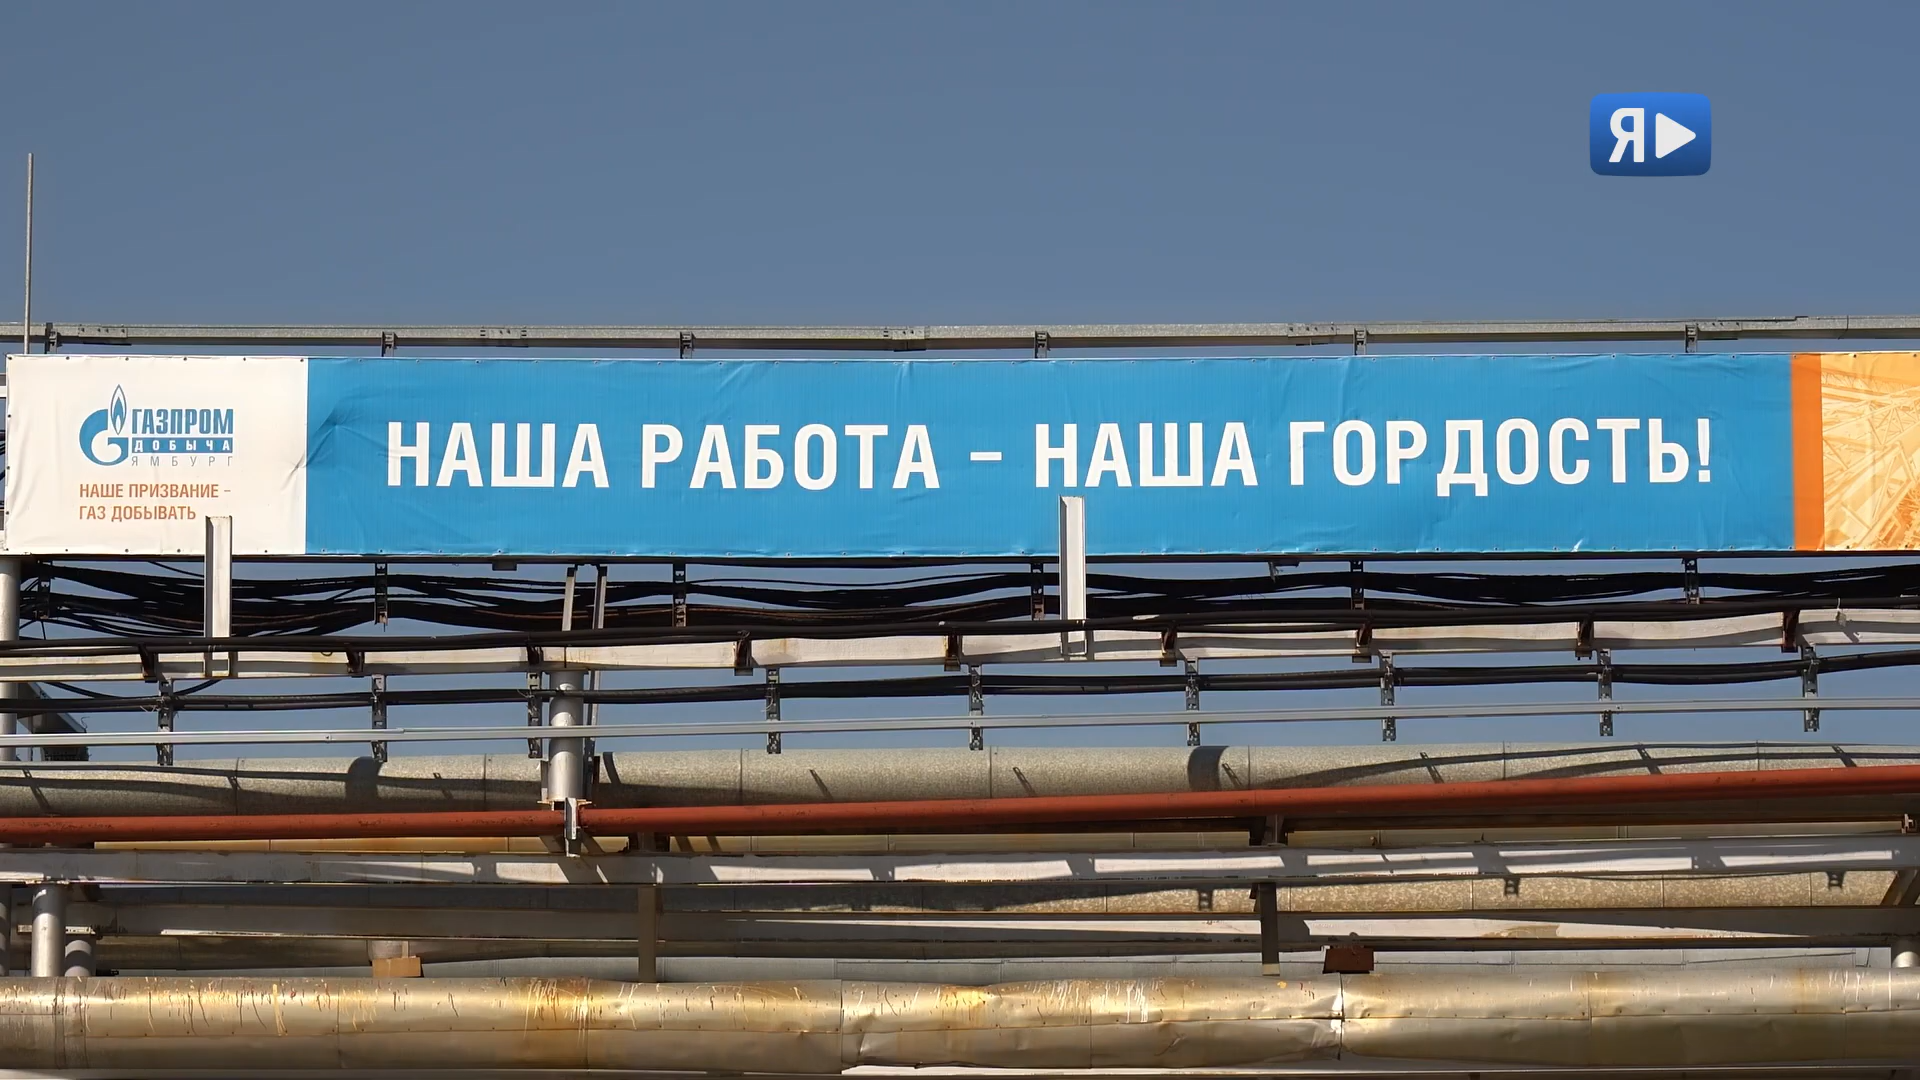 Я
ГАЗПРОМ
ДОБЫЧА
ЯМБУРГ
НАШЕ ПРИЗВАНИЕ –
ГАЗ ДОБЫВАТЬ
НАША РАБОТА – НАША ГОРДОСТЬ!